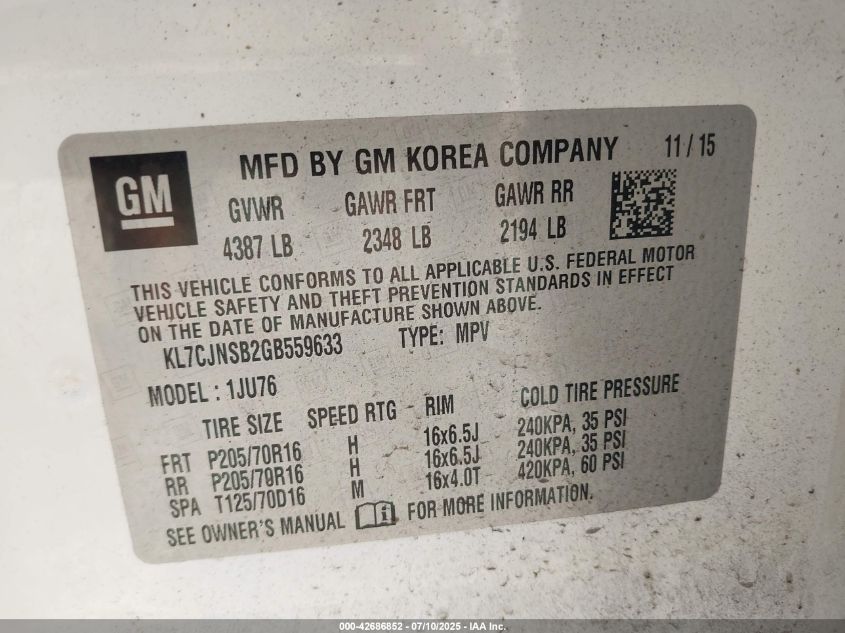 GM
MFD BY GM KOREA COMPANY 11 / 15
GVWR GAWR FRT GAWR RR
4387 LB 2348 LB 2194 LB
THIS VEHICLE CONFORMS TO ALL APPLICABLE U.S. FEDERAL MOTOR
VEHICLE SAFETY AND THEFT PREVENTION STANDARDS IN EFFECT
ON THE DATE OF MANUFACTURE SHOWN ABOVE.
KL7CJNSB2GB559633 TYPE: MPV
MODEL : 1JU76
TIRE SIZE SPEED RTG RIM COLD TIRE PRESSURE
FRT P205/70R16 H 16x6.5J 240KPA, 35 PSI
RR P205/70R16 H 16x6.5J 240KPA, 35 PSI
SPA T125/70D16 M 16x4.0T 420KPA, 60 PSI
SEE OWNER'S MANUAL i FOR MORE INFORMATION.
000-42686852 - 07/10/2025 - IAA Inc.